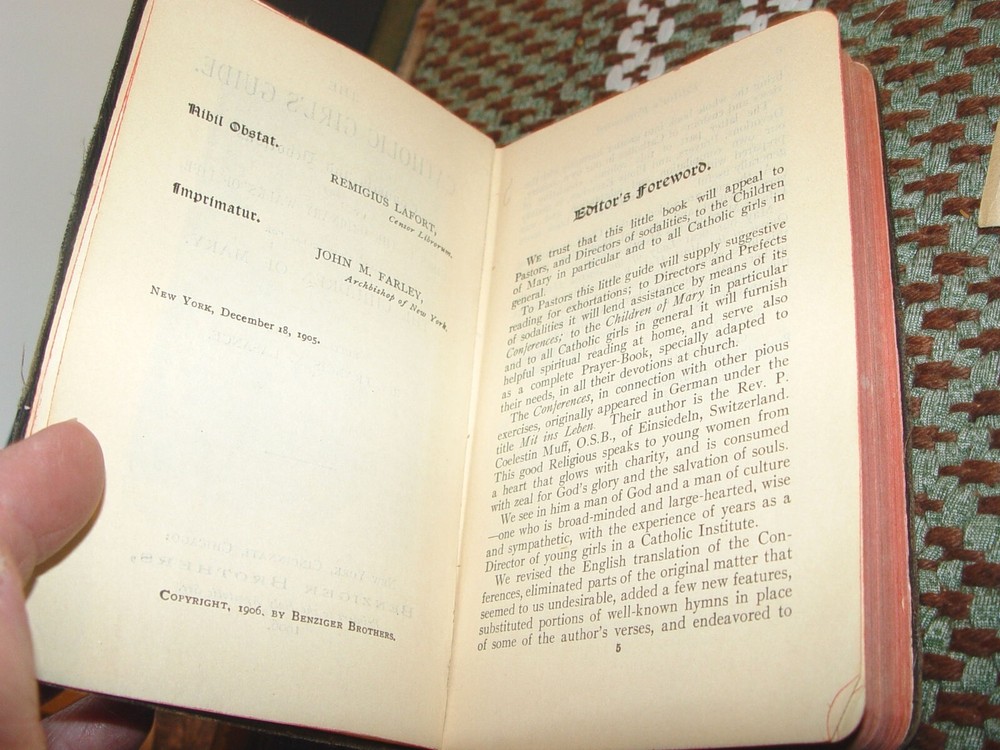 Nihil Obstat.
REMIGIUS LAFORT,
Censor Librorum.
Imprimatur.
JOHN M. FARLEY,
Archbishop of New York.
NEW YORK, December 18, 1905.
COPYRIGHT, 1906, BY BENZIGER BROTHERS.
Editor's Foreword.
WE trust that this little book will appeal to
Pastors, and Directors of sodalities, to the Children
of Mary in particular and to all Catholic girls in
general.
To Pastors this little guide will supply suggestive
reading for exhortations; to Directors and Prefects
of sodalities it will lend assistance by means of its
Conferences; to the Children of Mary in particular
and to all Catholic girls in general it will furnish
helpful spiritual reading at home, and serve also
as a complete Prayer-Book, specially adapted to
their needs, in all their devotions at church.
The Conferences, in connection with other pious
exercises, originally appeared in German under the
title Mit ins Leben. Their author is the Rev. P.
Coelestin Muff, O.S.B., of Einsiedeln, Switzerland.
This good Religious speaks to young women from
a heart that glows with charity, and is consumed
with zeal for God's glory and the salvation of souls.
We see in him a man of God and a man of culture
—one who is broad-minded and large-hearted, wise
and sympathetic, with the experience of years as a
Director of young girls in a Catholic Institute.
We revised the English translation of the Con-
ferences, eliminated parts of the original matter that
seemed to us undesirable, added a few new features,
substituted portions of well-known hymns in place
of some of the author's verses, and endeavored to
5